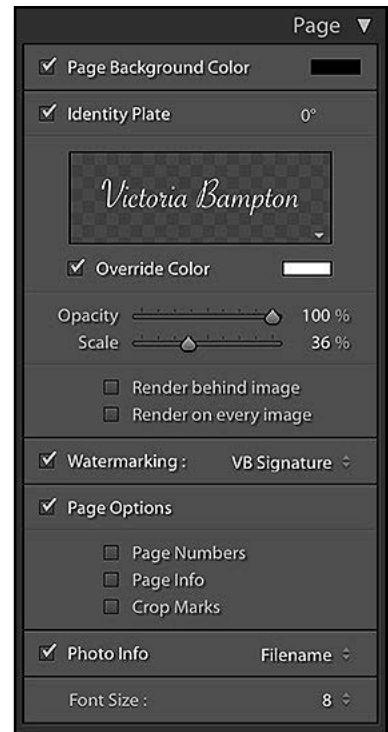 Page
Page Background Color
Identity Plate 0°
Victoria Bampton
Override Color
Opacity 100 %
Scale 36 %
Render behind image
Render on every image
Watermarking : VB Signature
Page Options
Page Numbers
Page Info
Crop Marks
Photo Info Filename
Font Size : 8